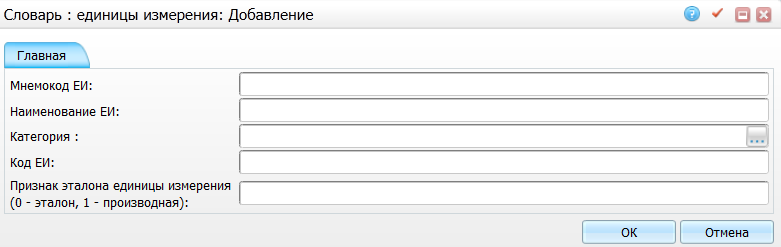 Словарь : единицы измерения: Добавление
Главная
Мнемокод ЕИ:
Наименование ЕИ:
Категория :
...
Код ЕИ:
Признак эталона единицы измерения
(0 - эталон, 1 - производная):
ОК
Отмена